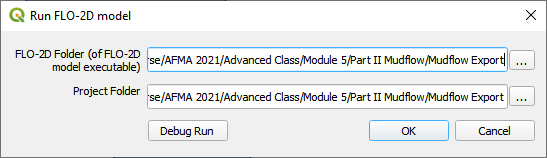 Run FLO-2D model
FLO-2D Folder (of FLO-2D
model executable)
rse/AFMA 2021/Advanced Class/Module 5/Part II Mudflow/Mudflow Export
...
Project Folder
rse/AFMA 2021/Advanced Class/Module 5/Part II Mudflow/Mudflow Export
...
Debug Run
OK
Cancel